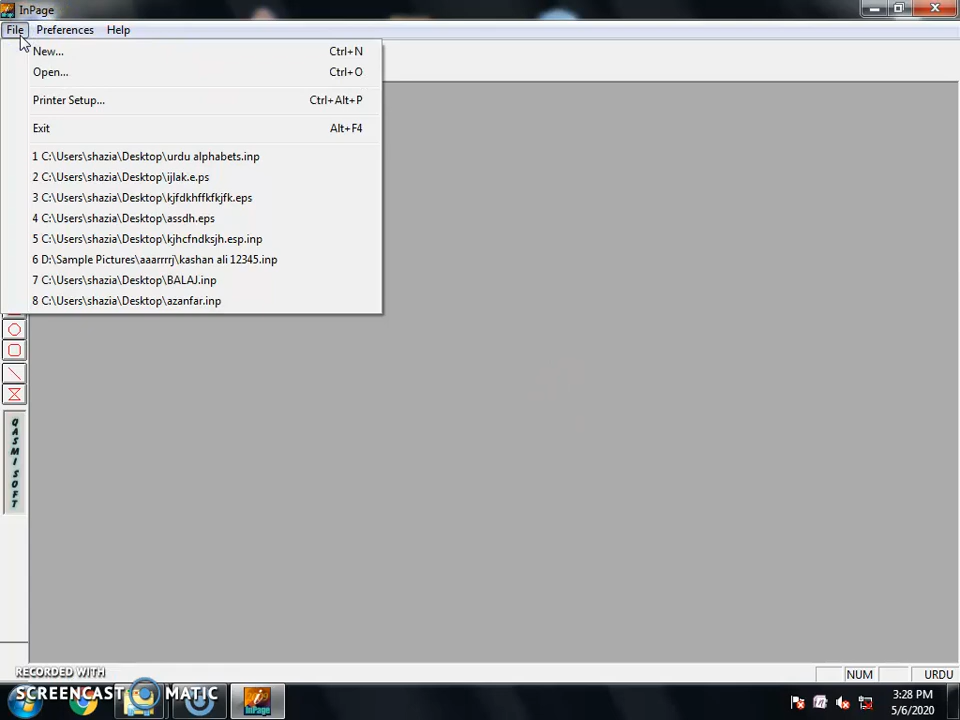 InPage
File Preferences Help
New... Ctrl+N
Open... Ctrl+O
Printer Setup... Ctrl+Alt+P
Exit Alt+F4
1 C:\Users\shazia\Desktop\urdu alphabets.inp
2 C:\Users\shazia\Desktop\ijlak.e.ps
3 C:\Users\shazia\Desktop\kjfdkhffkfkjfk.eps
4 C:\Users\shazia\Desktop\assdh.eps
5 C:\Users\shazia\Desktop\kjhcfndksjh.esp.inp
6 D:\Sample Pictures\aaarrrrj\kashan ali 12345.inp
7 C:\Users\shazia\Desktop\BALAJ.inp
8 C:\Users\shazia\Desktop\azanfar.inp
QASMI SOFT
NUM URDU
RECORDED WITH
SCREENCAST MATIC
InPage
3:28 PM
5/6/2020